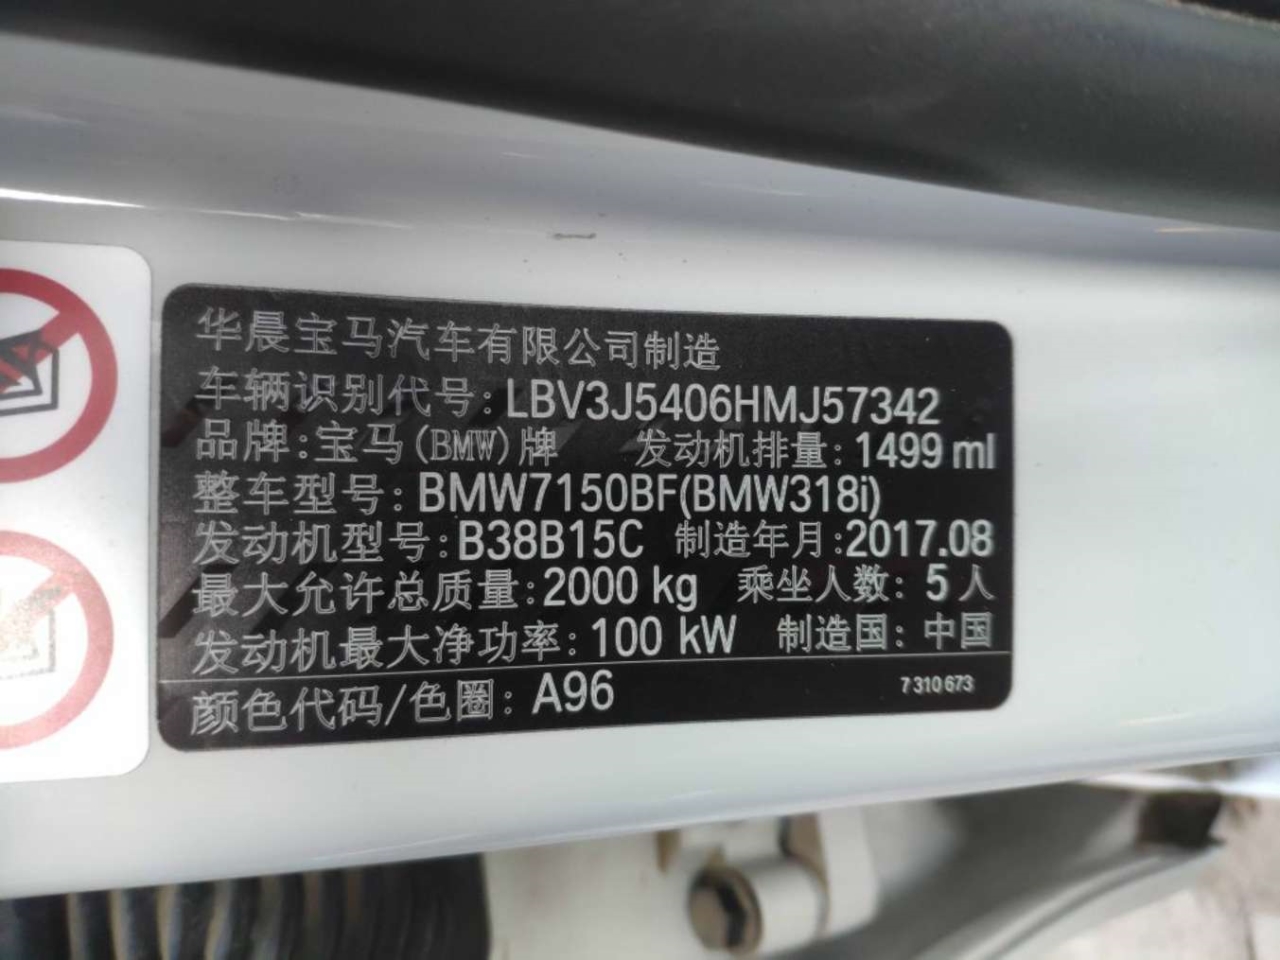 华晨宝马汽车有限公司制造
车辆识别代号: LBV3J5406HMJ57342
品牌:宝马(BMW)牌 发动机排量: 1499 ml
整车型号: BMW7150BF(BMW318i)
发动机型号: B38B15C 制造年月:2017.08
最大允许总质量:2000 kg 乘坐人数: 5人
发动机最大净功率: 100 kW 制造国: 中国
颜色代码/色圈: A96 7 310 673